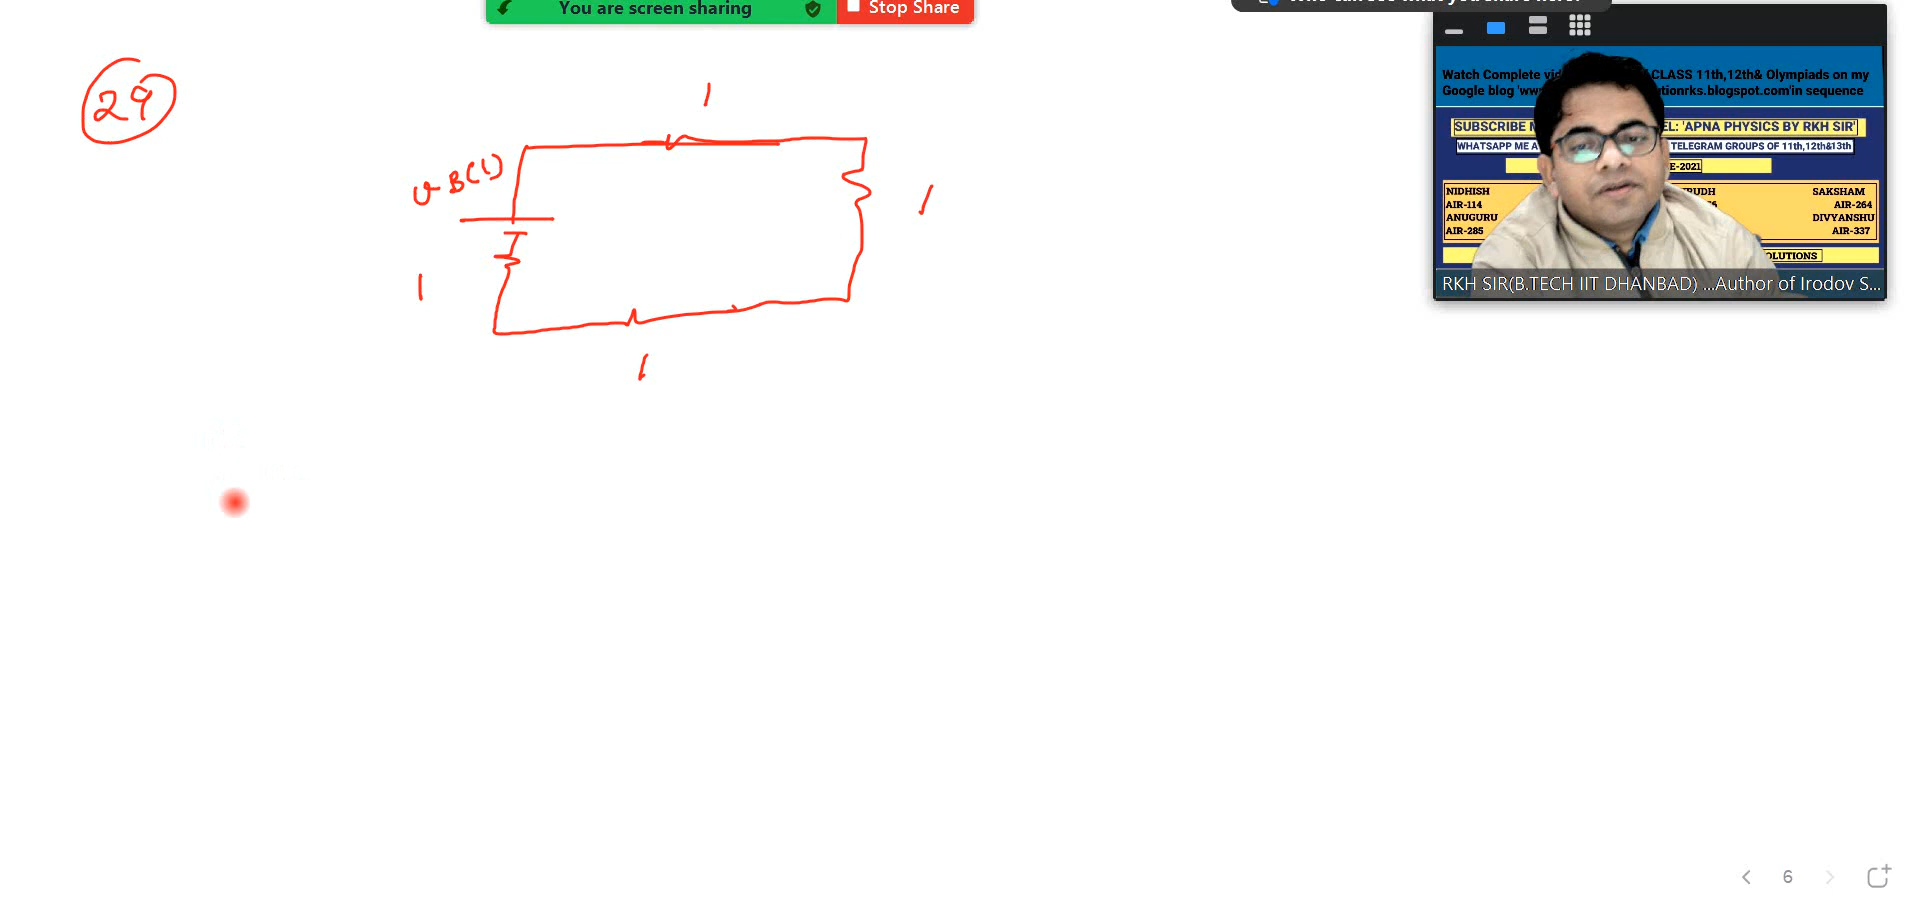 You are screen sharing
Stop Share
29
1
v B(1)
1
1
1
Watch Complete CLASS 11th,12th& Olympiads on my
Google blog 'www tionrks.blogspot.com'in sequence
SUBSCRIBE EL: 'APNA PHYSICS BY RKH SIR'
WHATSAPP ME A TELEGRAM GROUPS OF 11th,12th&13th
E-2021
NIDHISH RUDH SAKSHAM
AIR-114 AIR-264
ANUGURU DIVYANSHU
AIR-285 AIR-337
OLUTIONS
RKH SIR(B.TECH IIT DHANBAD) ...Author of Irodov S...
6